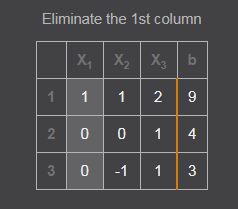 Eliminate the 1st column
X₁ X₂ X₃ b
1 1 1 2 9
2 0 0 1 4
3 0 -1 1 3